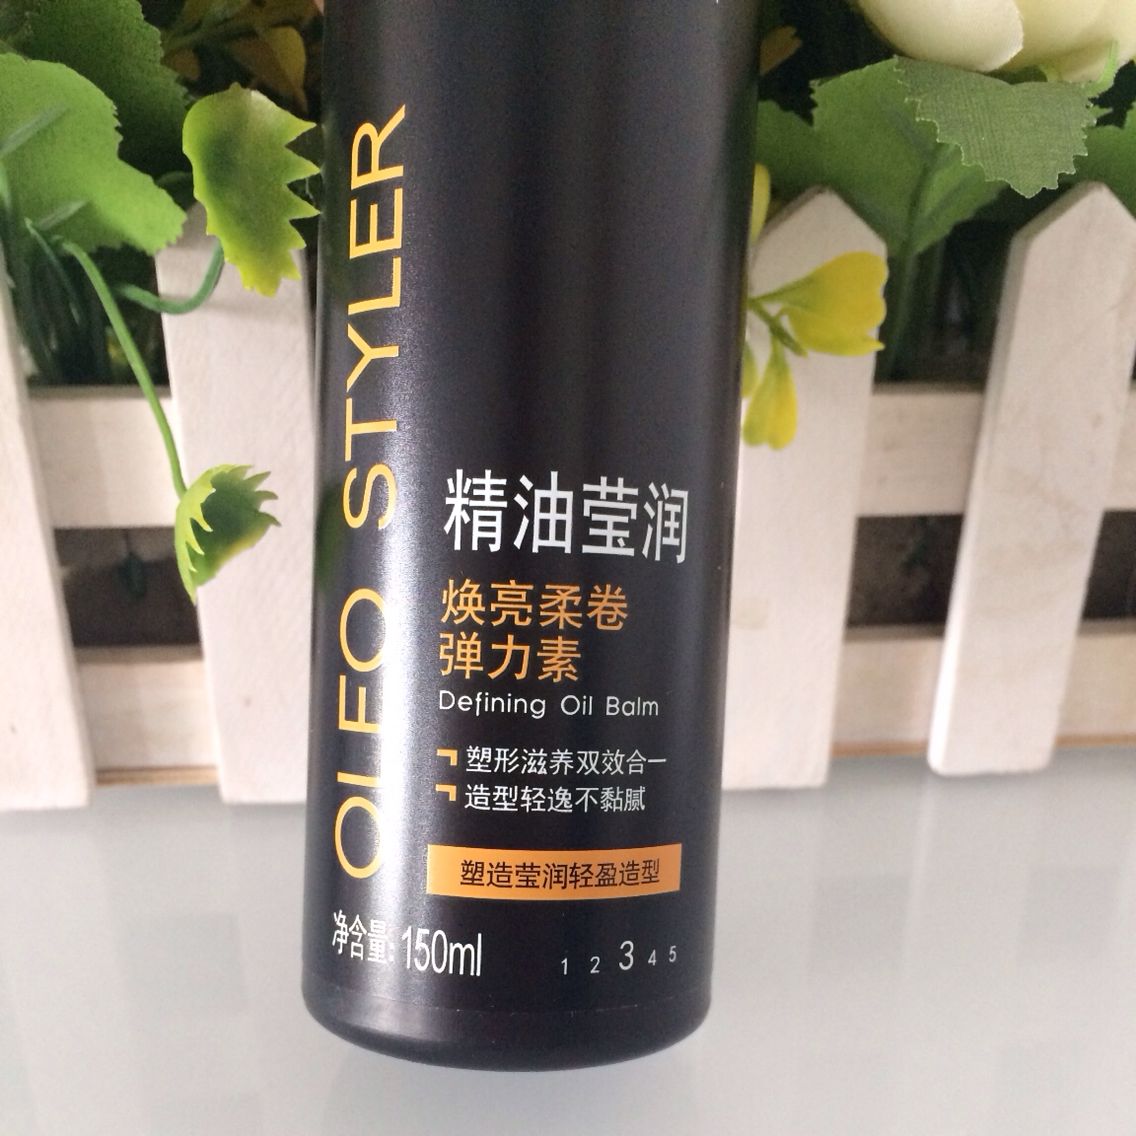 OLEO STYLER
精油莹润
焕亮柔卷
弹力素
Defining Oil Balm
塑形滋养双效合一
造型轻逸不黏腻
塑造莹润轻盈造型
净含量: 150ml
1 2 3 4 5